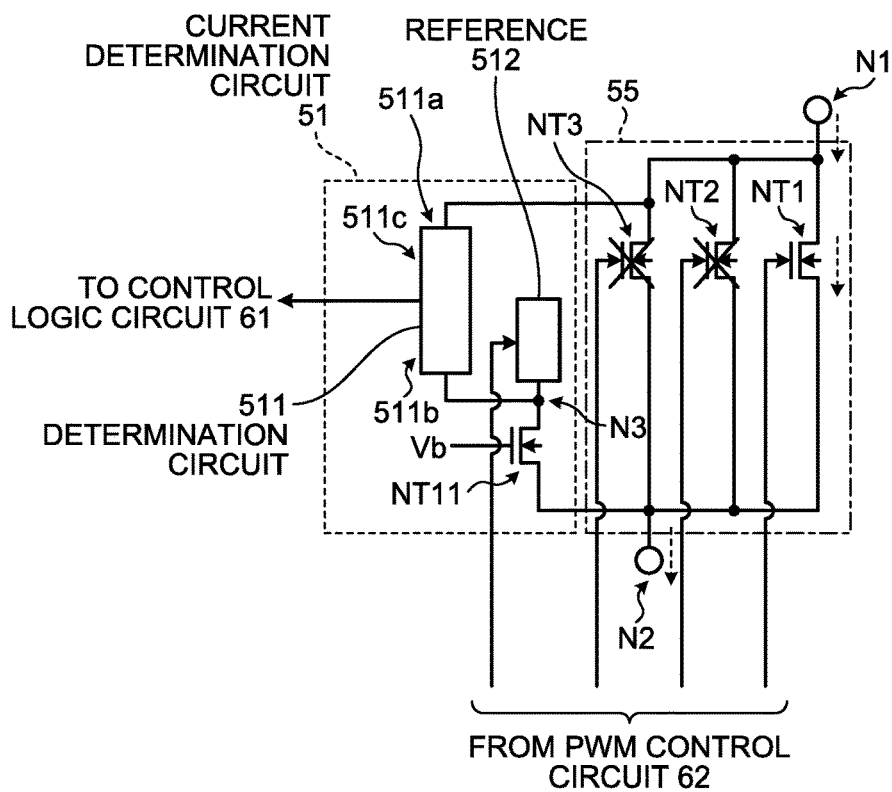 CURRENT
DETERMINATION
CIRCUIT
51
REFERENCE
512
511a
511c
N1
55
NT3
NT2
NT1
TO CONTROL
LOGIC CIRCUIT 61
511
DETERMINATION
CIRCUIT
511b
N3
Vb
NT11
N2
FROM PWM CONTROL
CIRCUIT 62